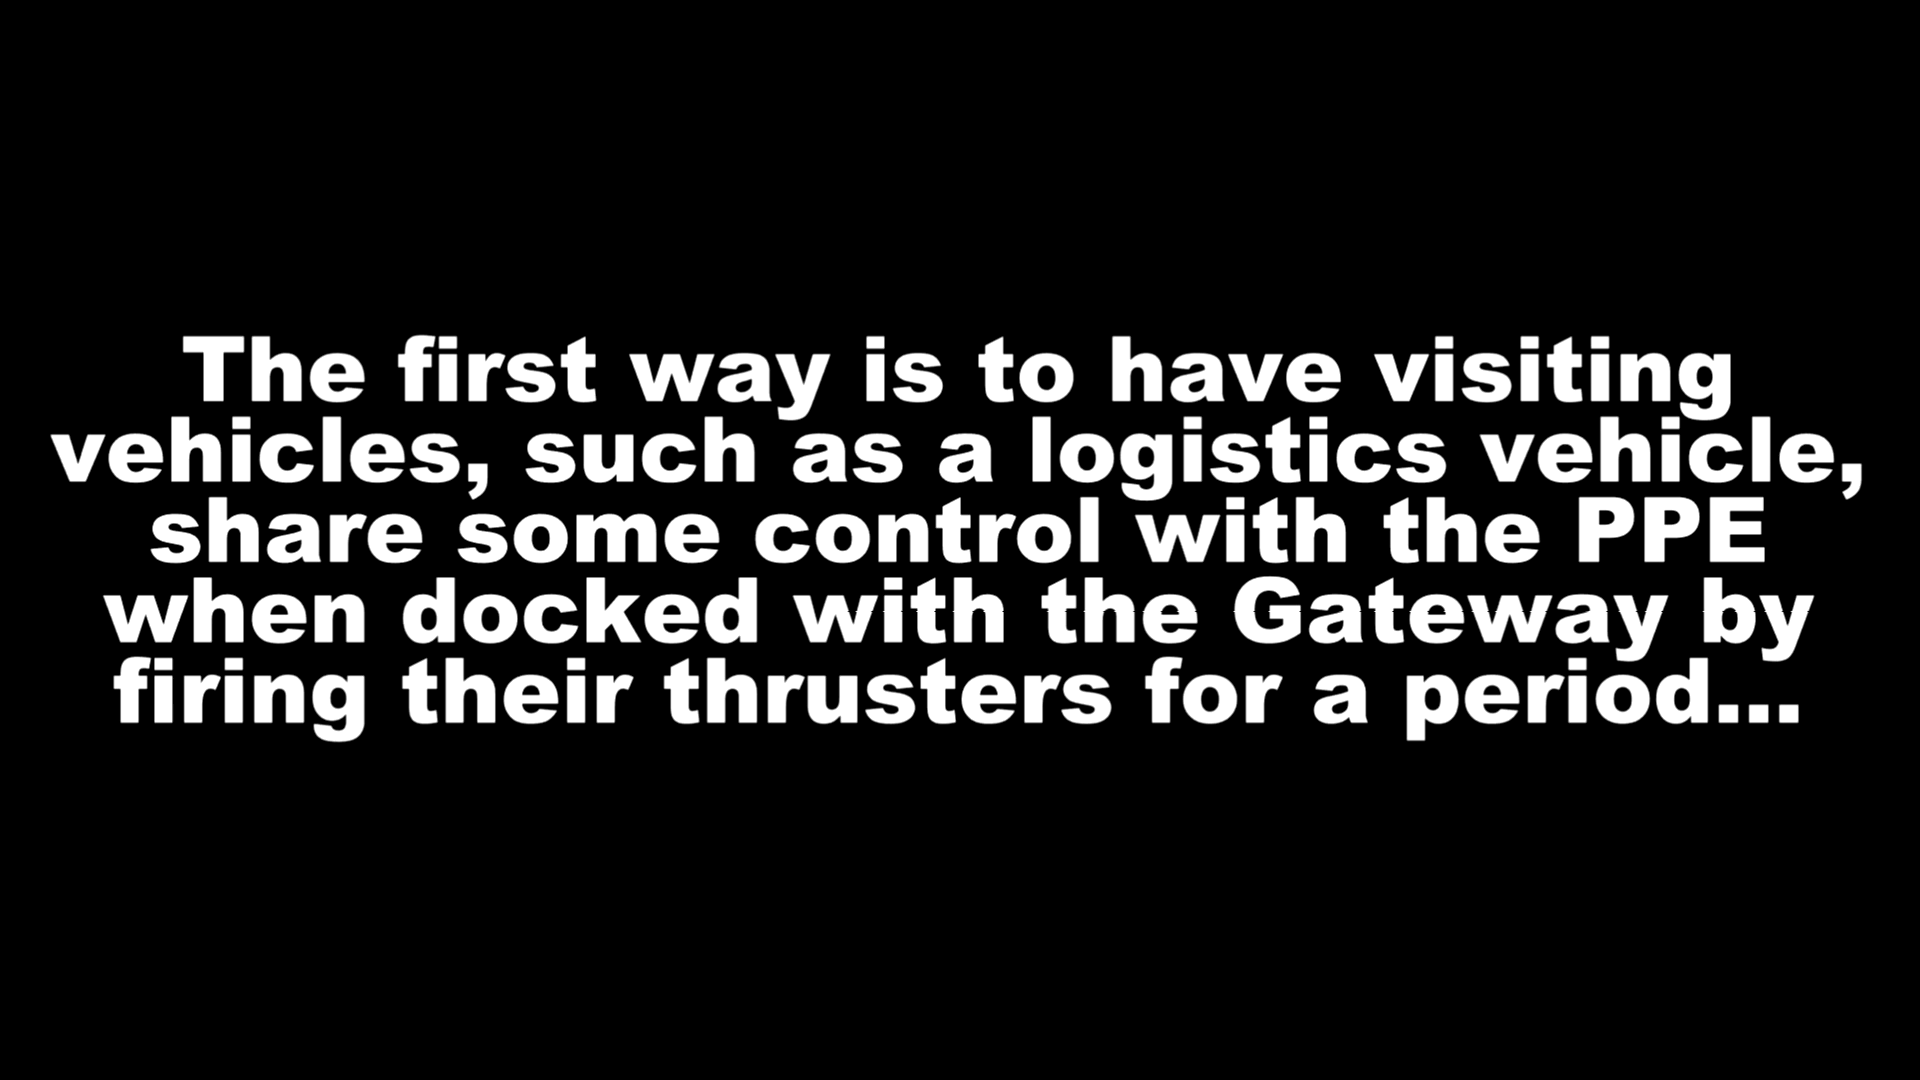 The first way is to have visiting
vehicles, such as a logistics vehicle,
share some control with the PPE
when docked with the Gateway by
firing their thrusters for a period...